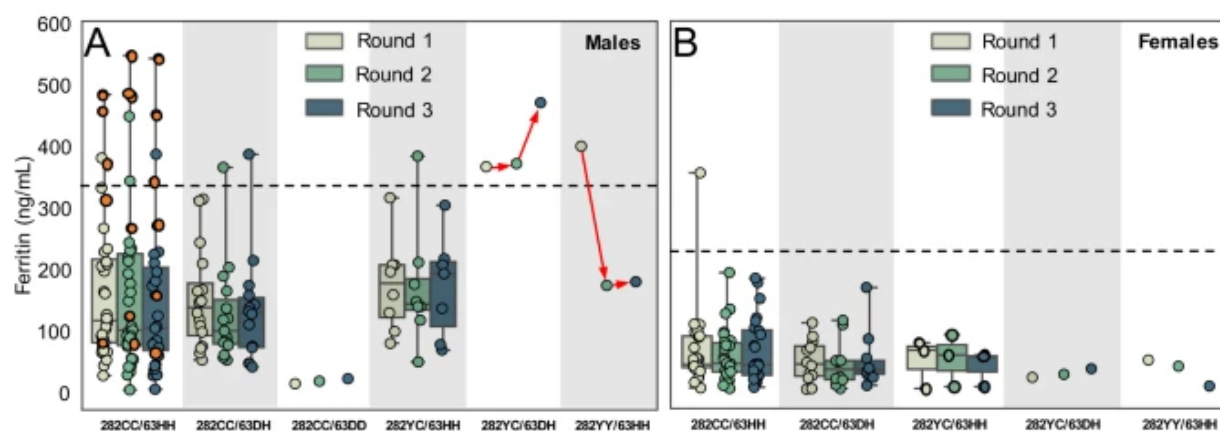 A
Males
Round 1
Round 2
Round 3
Ferritin (ng/mL)
600
500
400
300
200
100
0
282CC/63HH
282CC/63DH
282CC/63DD
282YC/63HH
282YC/63DH
282YY/63HH
B
Females
Round 1
Round 2
Round 3
282CC/63HH
282CC/63DH
282YC/63HH
282YC/63DH
282YY/63HH